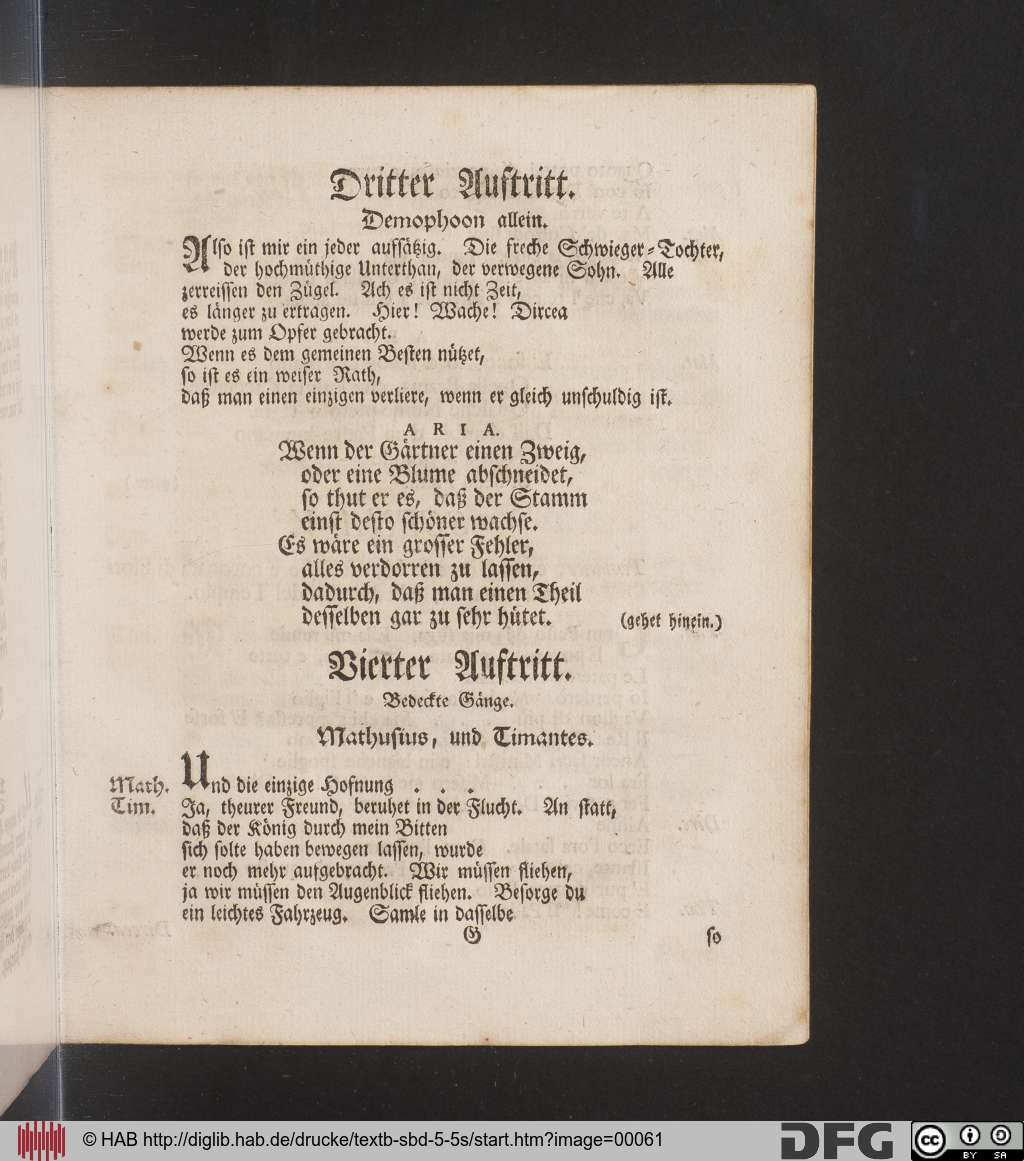 Dritter Auftritt.
Demophoon allein.
Also ist mir ein jeder aufsätzig. Die freche Schwieger-Tochter,
der hochmüthige Unterthan, der verwegene Sohn. Alle
zerreissen den Zügel. Ach es ist nicht Zeit,
es länger zu ertragen. Hier! Wache! Dircea
werde zum Opfer gebracht.
Wenn es dem gemeinen Besten nützet,
so ist es ein weiser Rath,
daß man einen einzigen verliere, wenn er gleich unschuldig ist.
ARIA.
Wenn der Gärtner einen Zweig,
oder eine Blume abschneidet,
so thut er es, daß der Stamm
einst desto schöner wachse.
Es wäre ein grosser Fehler,
alles verdorren zu lassen,
dadurch, daß man einen Theil
desselben gar zu sehr hütet. (gehet hinein.)
Vierter Auftritt.
Bedeckte Gänge.
Mathusius, und Timantes.
Math. Und die einzige Hofnung . . .
Tim. Ja, theurer Freund, beruhet in der Flucht. An statt,
daß der König durch mein Bitten
sich solte haben bewegen lassen, wurde
er noch mehr aufgebracht. Wir müssen fliehen,
ja wir müssen den Augenblick fliehen. Besorge du
ein leichtes Fahrzeug. Samle in dasselbe
G so
© HAB http://diglib.hab.de/drucke/textb-sbd-5-5s/start.htm?image=00061
DFG
cc BY SA